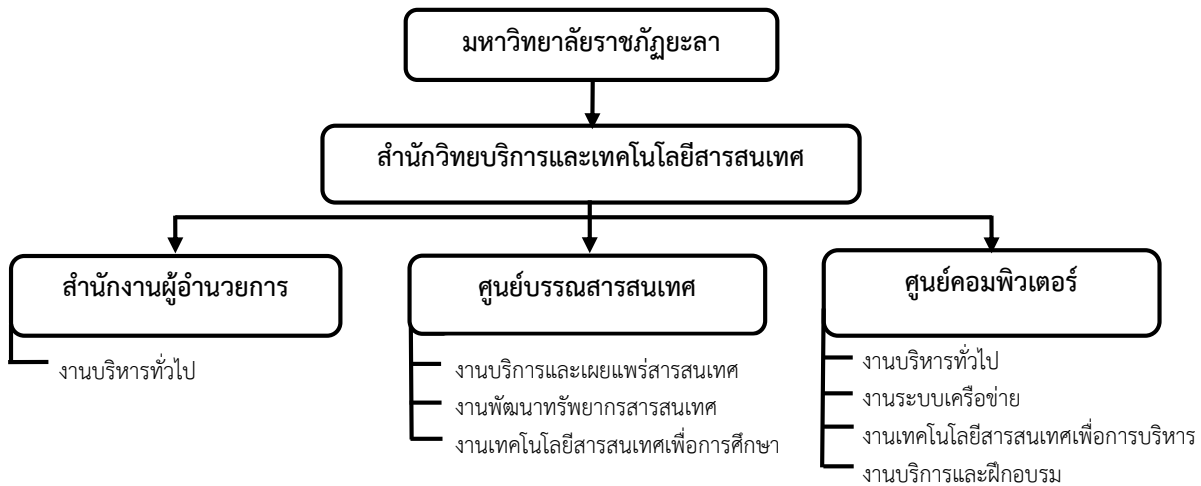 มหาวิทยาลัยราชภัฏยะลา
สำนักวิทยบริการและเทคโนโลยีสารสนเทศ
สำนักงานผู้อำนวยการ
งานบริหารทั่วไป
ศูนย์บรรณสารสนเทศ
งานบริการและเผยแพร่สารสนเทศ
งานพัฒนาทรัพยากรสารสนเทศ
งานเทคโนโลยีสารสนเทศเพื่อการศึกษา
ศูนย์คอมพิวเตอร์
งานบริหารทั่วไป
งานระบบเครือข่าย
งานเทคโนโลยีสารสนเทศเพื่อการบริหาร
งานบริการและฝึกอบรม